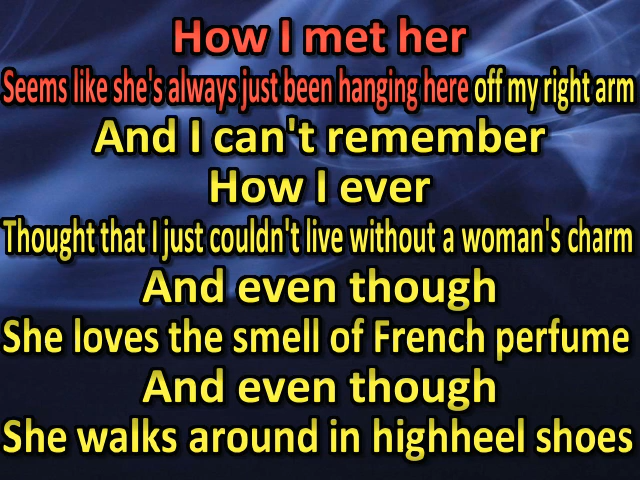 How I met her
Seems like she's always just been hanging here off my right arm
And I can't remember
How I ever
Thought that I just couldn't live without a woman's charm
And even though
She loves the smell of French perfume
And even though
She walks around in highheel shoes